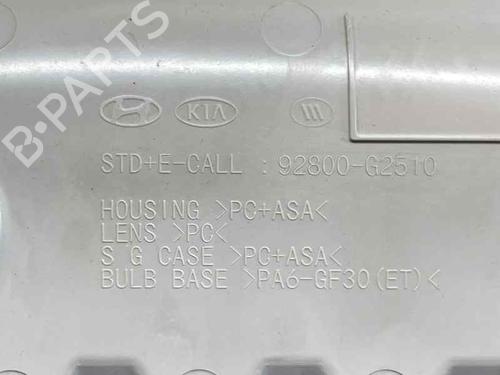 KIA
STD+E-CALL : 92800-G2510
HOUSING >PC+ASA<
LENS >PC<
S G CASE >PC+ASA<
BULB BASE >PA6-GF30(ET)<
B-PARTS